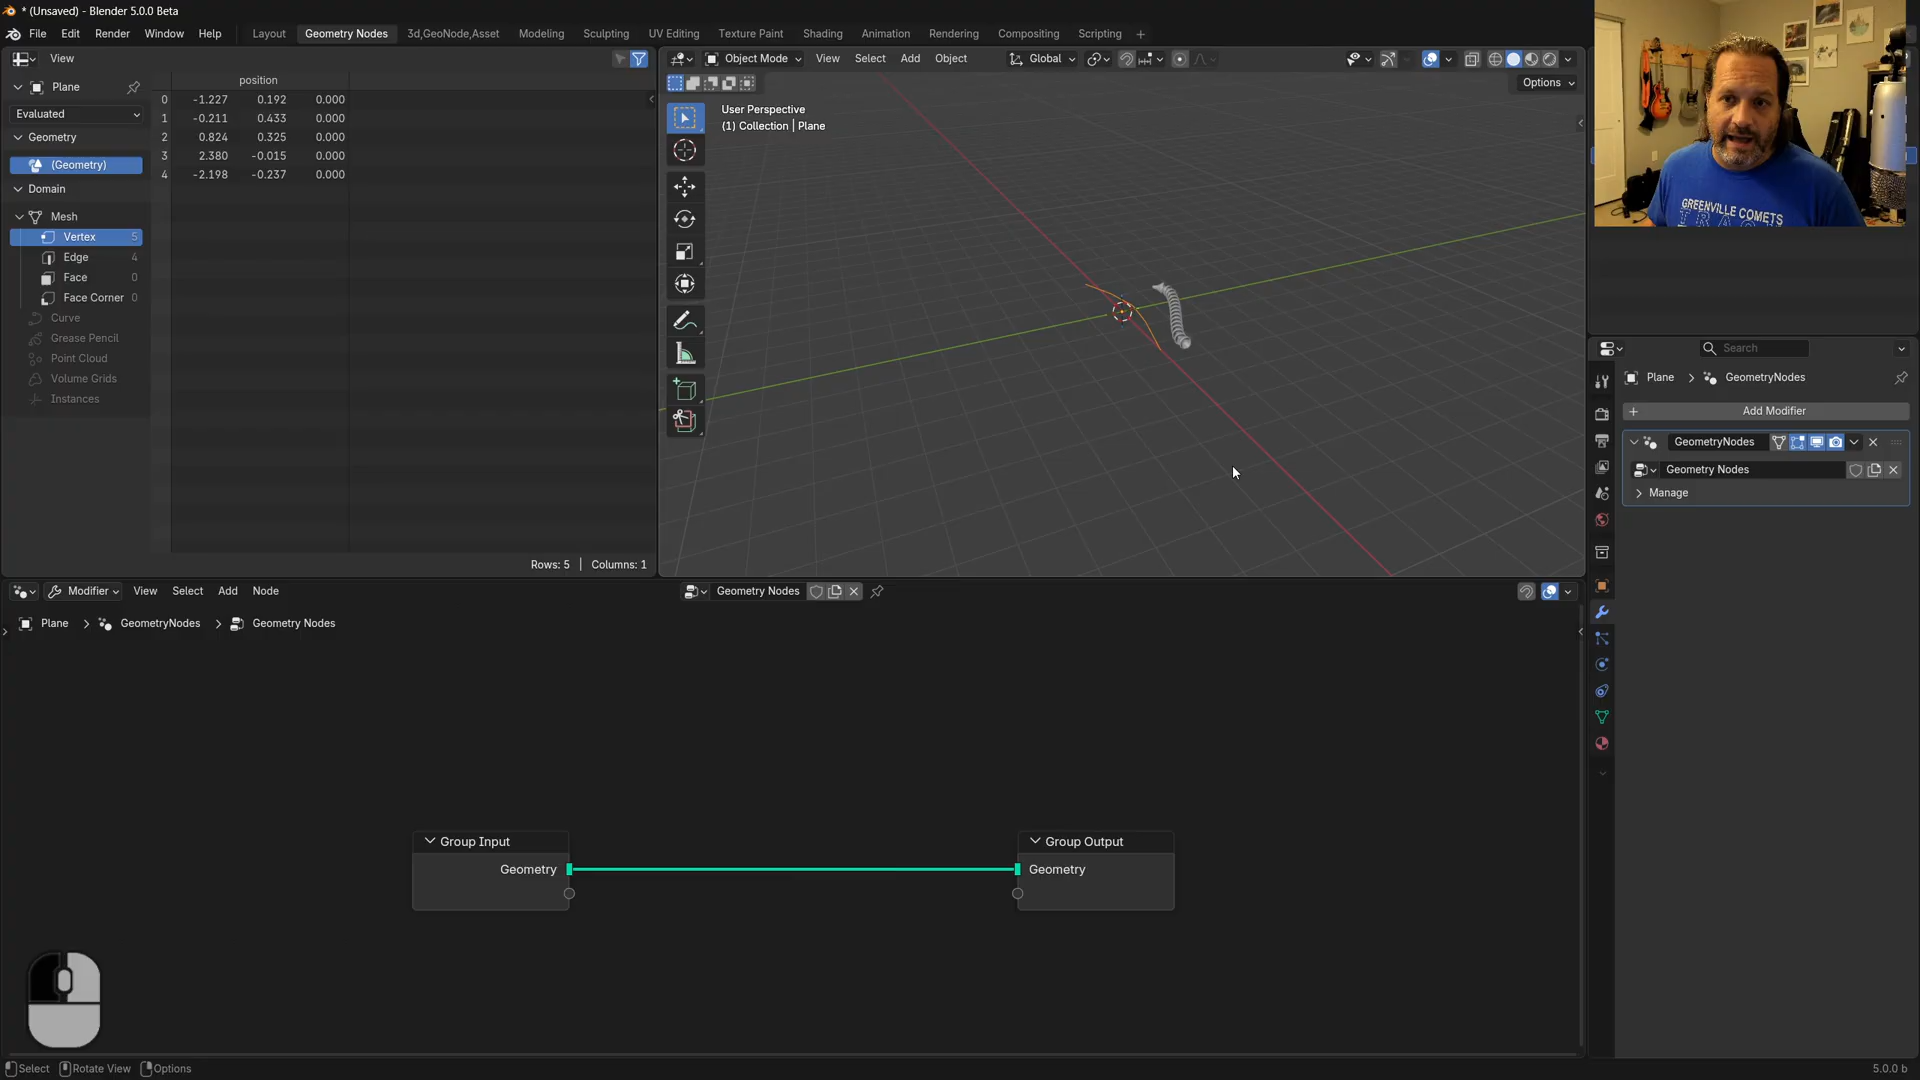 * (Unsaved) - Blender 5.0.0 Beta
File Edit Render Window Help
Layout Geometry Nodes 3d,GeoNode,Asset Modeling Sculpting UV Editing Texture Paint Shading Animation Rendering Compositing Scripting +
View
Object Mode View Select Add Object Global
Options
Plane
Evaluated
Geometry
(Geometry)
Domain
Mesh
Vertex 5
Edge 4
Face 0
Face Corner 0
Curve
Grease Pencil
Point Cloud
Volume Grids
Instances
position
0 -1.227 0.192 0.000
1 -0.211 0.433 0.000
2 0.824 0.325 0.000
3 2.380 -0.015 0.000
4 -2.198 -0.237 0.000
Rows: 5 | Columns: 1
User Perspective
(1) Collection | Plane
GREENVILLE COMETS
TRAC
Search
Plane > GeometryNodes
+ Add Modifier
GeometryNodes
Geometry Nodes
Manage
Modifier View Select Add Node
Geometry Nodes
Plane > GeometryNodes > Geometry Nodes
Group Input
Geometry
Group Output
Geometry
Select Rotate View Options
5.0.0 b